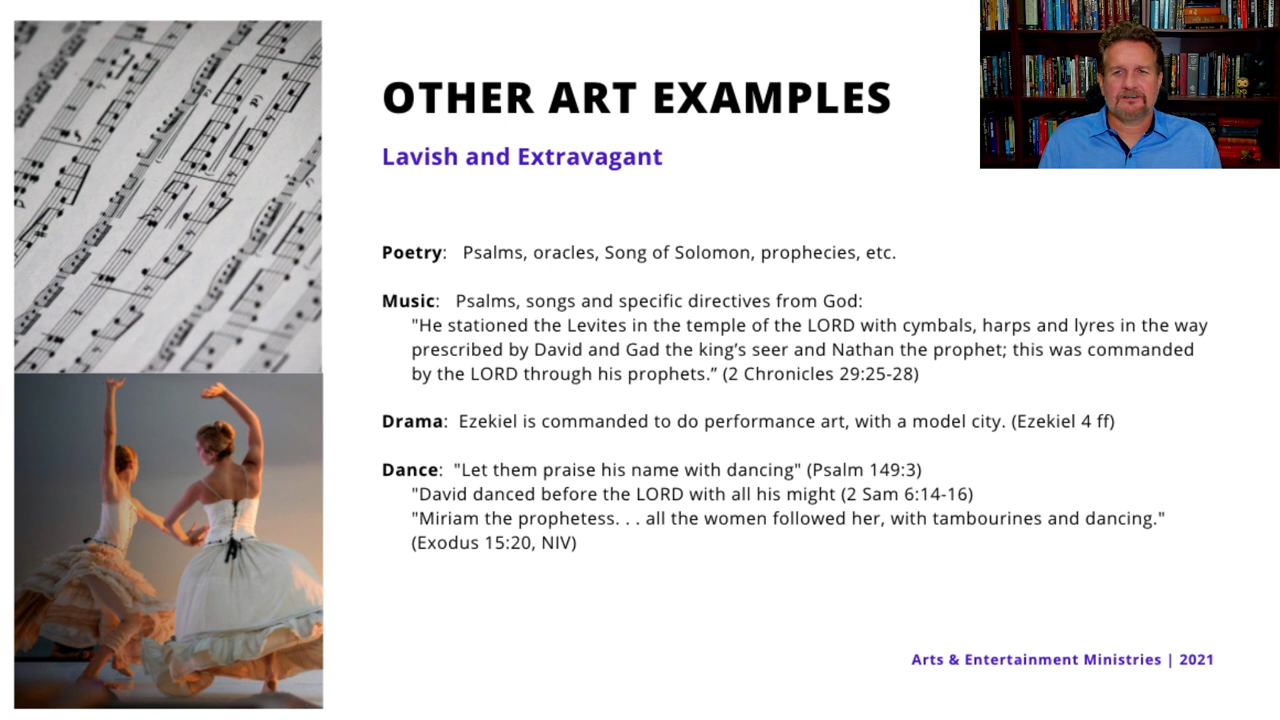 OTHER ART EXAMPLES
Lavish and Extravagant
Poetry:   Psalms, oracles, Song of Solomon, prophecies, etc.
Music:   Psalms, songs and specific directives from God:
"He stationed the Levites in the temple of the LORD with cymbals, harps and lyres in the way
prescribed by David and Gad the king’s seer and Nathan the prophet; this was commanded
by the LORD through his prophets.” (2 Chronicles 29:25-28)
Drama:  Ezekiel is commanded to do performance art, with a model city. (Ezekiel 4 ff)
Dance:  "Let them praise his name with dancing" (Psalm 149:3)
"David danced before the LORD with all his might (2 Sam 6:14-16)
"Miriam the prophetess. . . all the women followed her, with tambourines and dancing."
(Exodus 15:20, NIV)
Arts & Entertainment Ministries | 2021